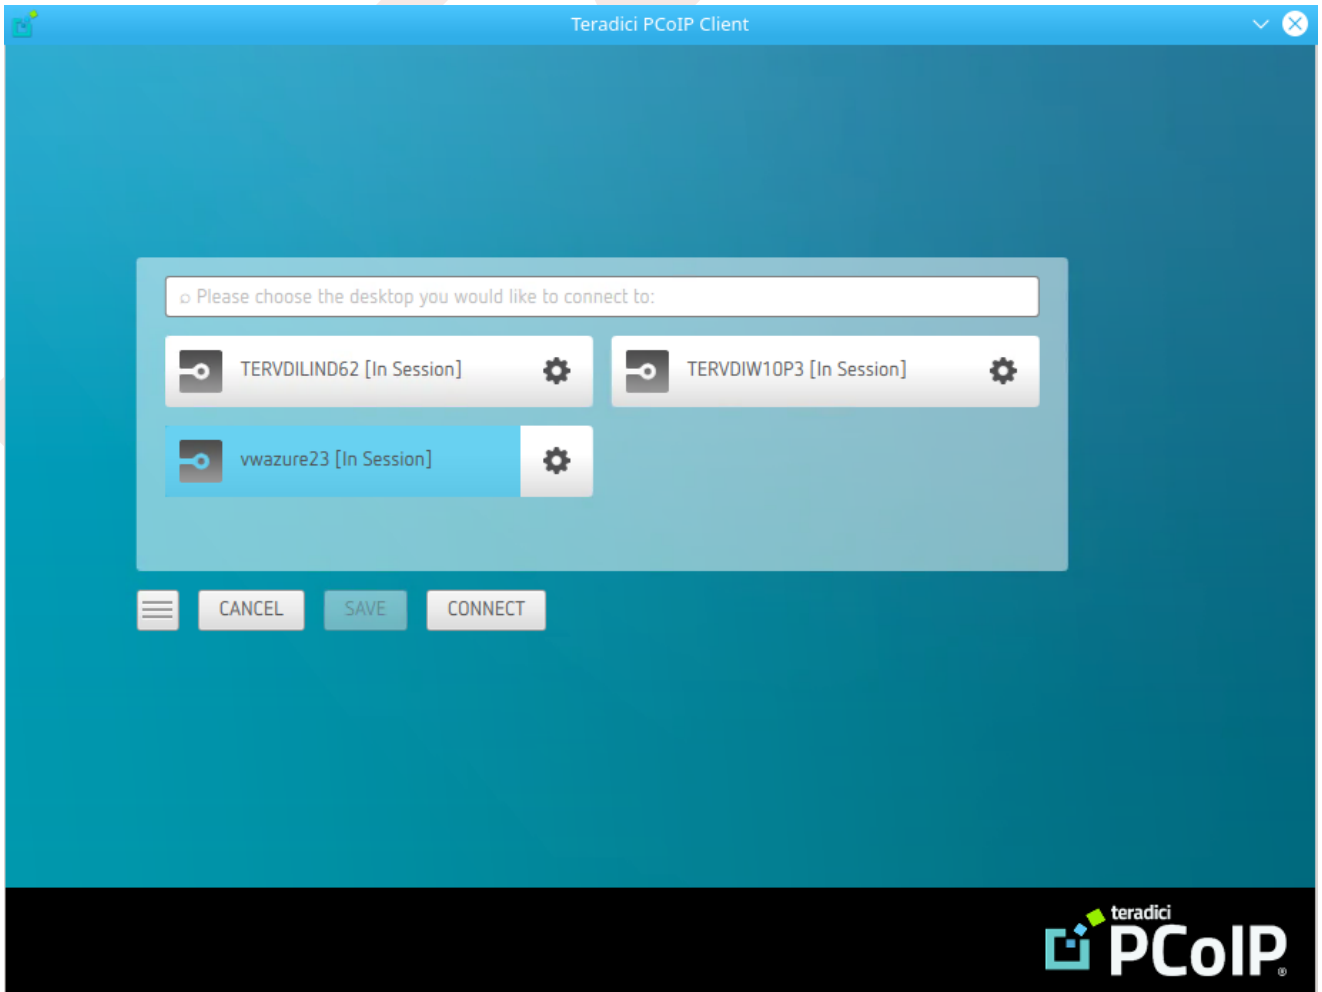 Teradici PCoIP Client
Please choose the desktop you would like to connect to:
TERVDILIND62 [In Session]
TERVDIW10P3 [In Session]
vwazure23 [In Session]
CANCEL
SAVE
CONNECT
teradici
PCoIP®